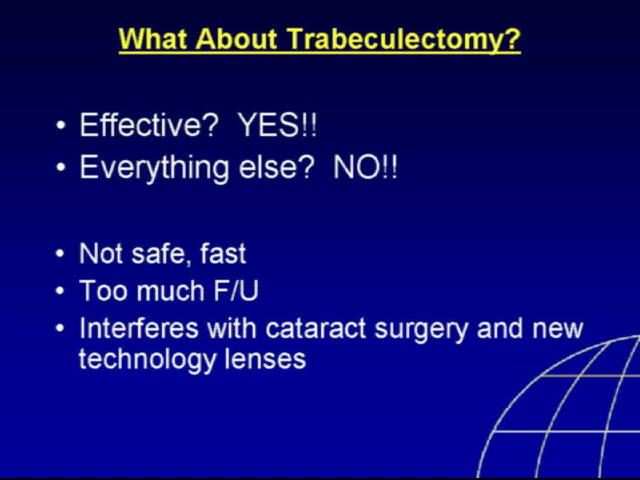 What About Trabeculectomy?
• Effective?  YES!!
• Everything else?  NO!!
• Not safe, fast
• Too much F/U
• Interferes with cataract surgery and new
technology lenses